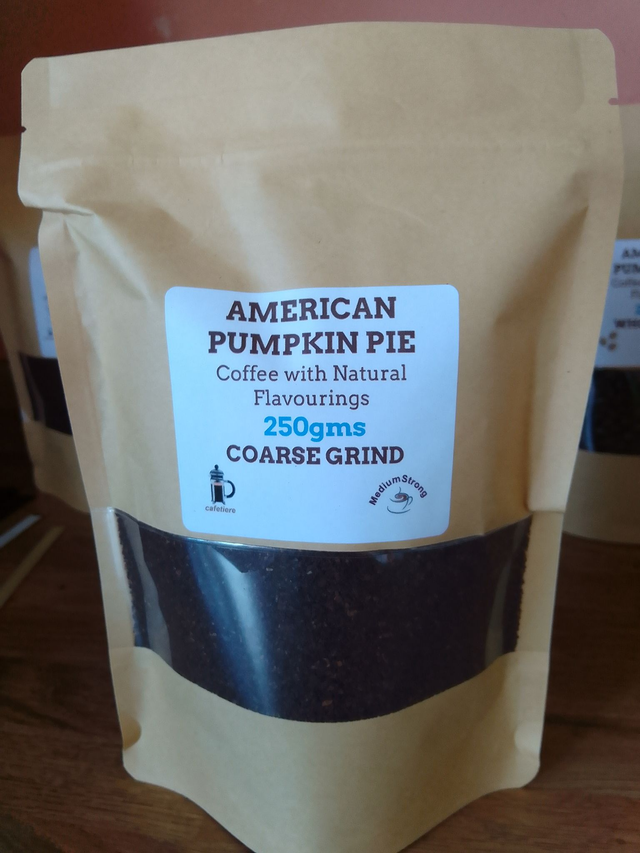 AMERICAN
PUMPKIN PIE
Coffee with Natural
Flavourings
250gms
COARSE GRIND
cafetiere
Medium Strong